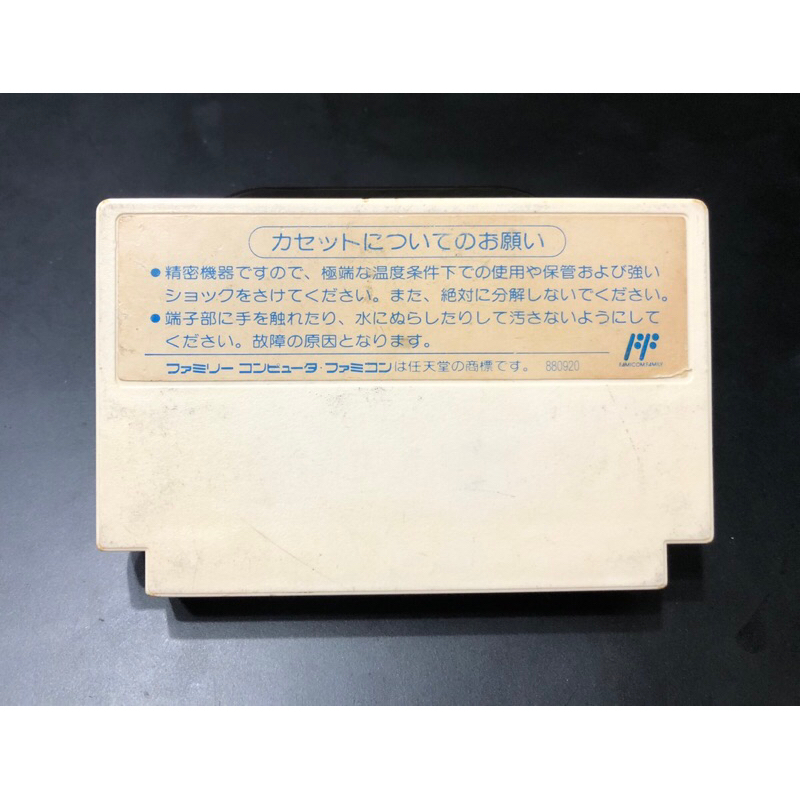 カセットについてのお願い
●精密機器ですので、極端な温度条件下での使用や保管および強い
ショックをさけてください。また、絶対に分解しないでください。
●端子部に手を触れたり、水にぬらしたりして汚さないようにして
ください。故障の原因となります。
ファミリー コンピュータ・ファミコンは任天堂の商標です。 880920
FAMICOM FAMILY